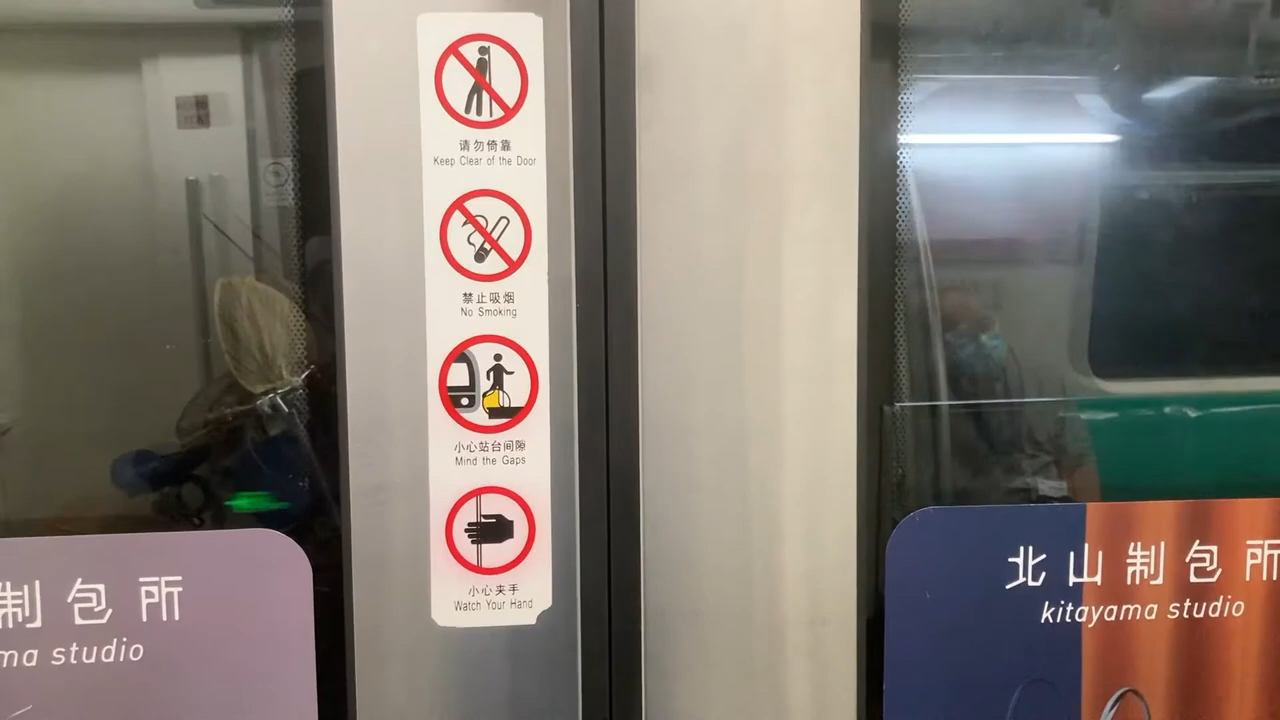 请勿倚靠
Keep Clear of the Door
禁止吸烟
No Smoking
小心站台间隙
Mind the Gaps
小心夹手
Watch Your Hand
制包所
ma studio
北山制包所
kitayama studio